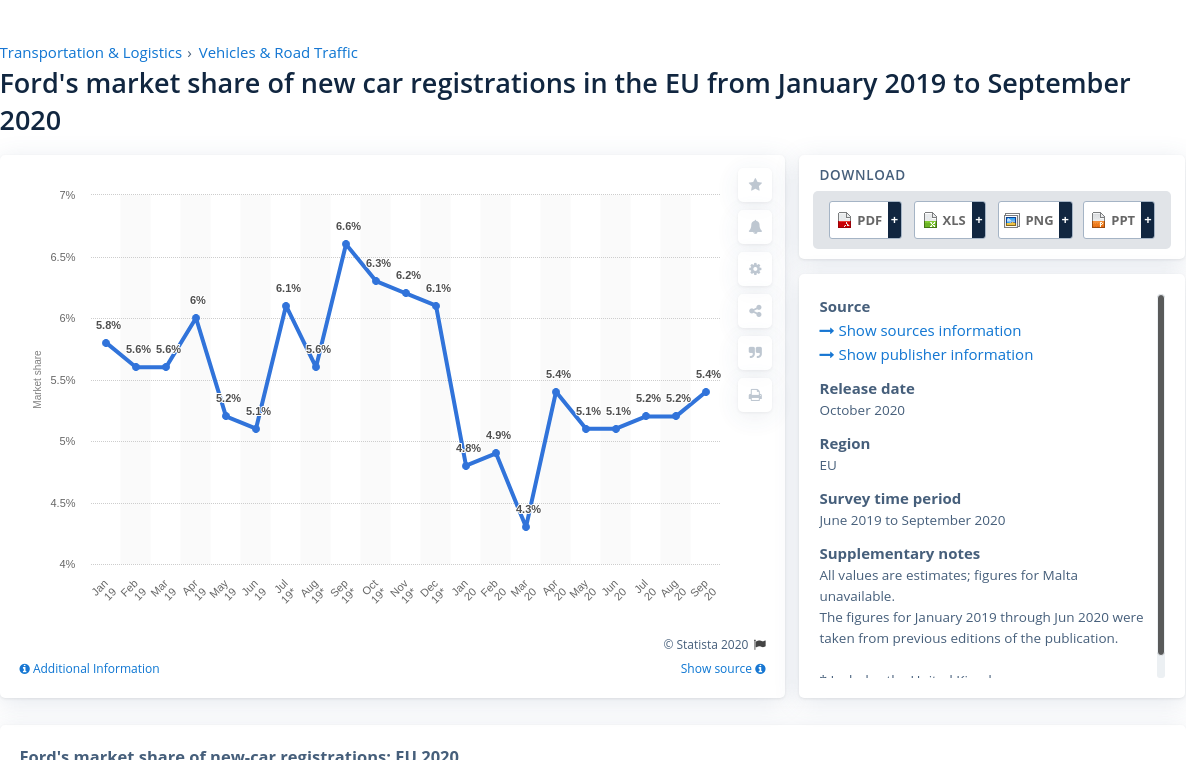 Transportation & Logistics › Vehicles & Road Traffic
Ford's market share of new car registrations in the EU from January 2019 to September
2020
DOWNLOAD
PDF + XLS + PNG + PPT +
7%
6.5%
6%
5.5%
5%
4.5%
4%
Market share
5.8%
5.6%
5.6%
6%
5.2%
5.1%
6.1%
5.6%
6.6%
6.3%
6.2%
6.1%
4.8%
4.9%
4.3%
5.4%
5.1%
5.1%
5.2%
5.2%
5.4%
Jan 19
Feb 19
Mar 19
Apr 19
May 19
Jun 19
Jul 19*
Aug 19*
Sep 19*
Oct 19*
Nov 19*
Dec 19*
Jan 20
Feb 20
Mar 20
Apr 20
May 20
Jun 20
Jul 20
Aug 20
Sep 20
© Statista 2020
Additional Information
Show source
Source
Show sources information
Show publisher information
Release date
October 2020
Region
EU
Survey time period
June 2019 to September 2020
Supplementary notes
All values are estimates; figures for Malta
unavailable.
The figures for January 2019 through Jun 2020 were
taken from previous editions of the publication.
Ford's market share of new-car registrations: EU 2020